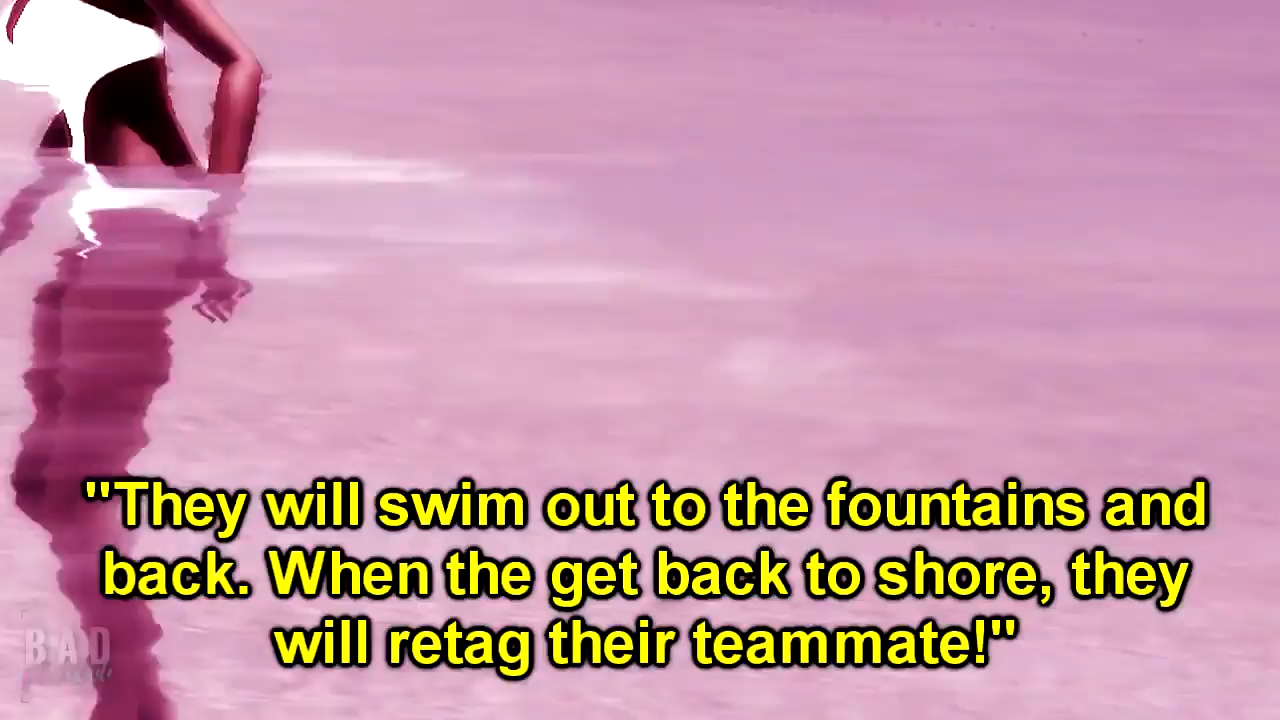 "They will swim out to the fountains and
back. When the get back to shore, they
will retag their teammate!"
BAD